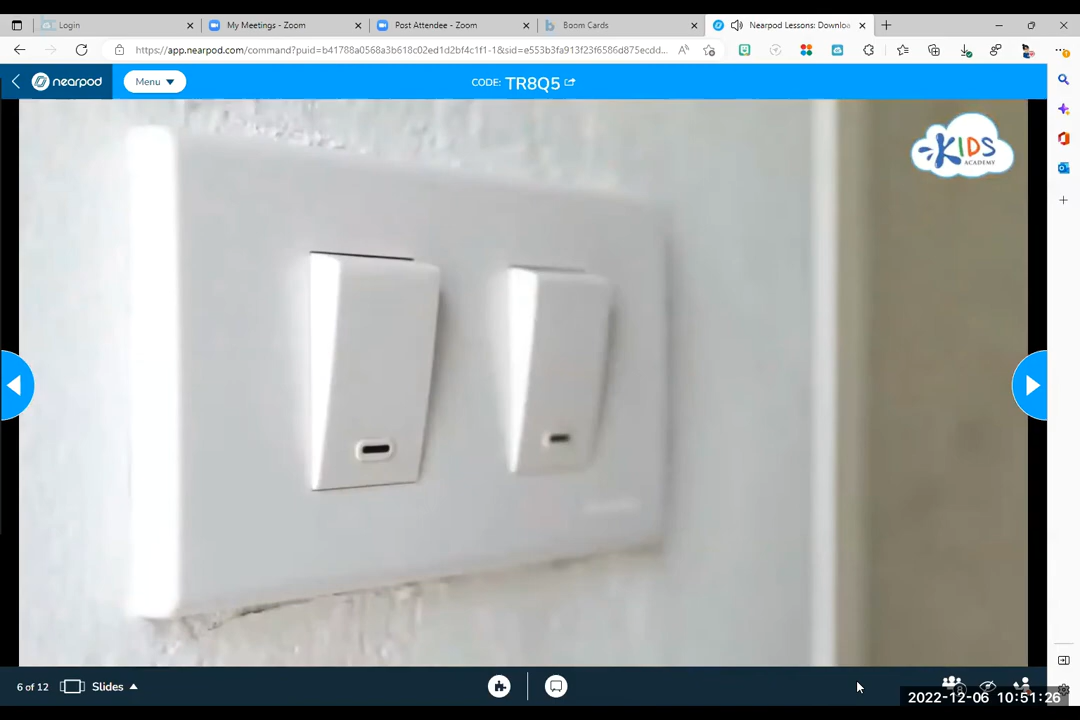 Login
My Meetings - Zoom
Post Attendee - Zoom
Boom Cards
Nearpod Lessons: Downloa
https://app.nearpod.com/command?puid=b41788a0568a3b618c02ed1d2bf4c1f1-1&sid=e553b3fa913f23f6586d875ecdd...
nearpod
Menu
CODE: TR8Q5
KIDS
ACADEMY
6 of 12
Slides
2022-12-06 10:51:26